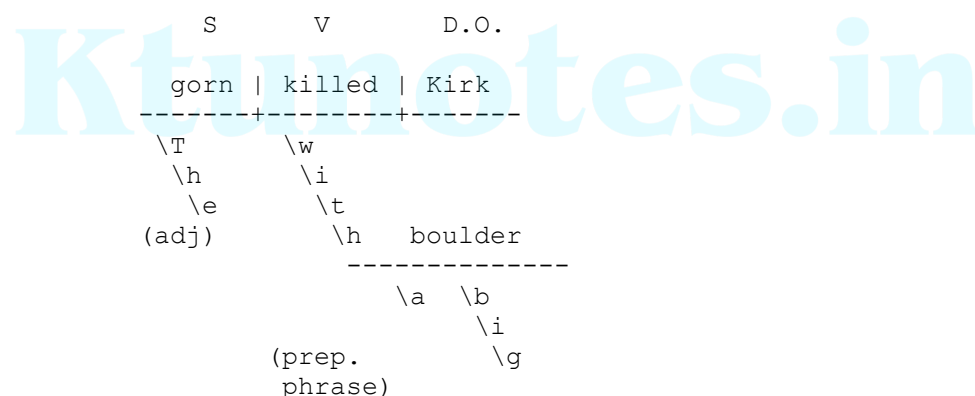 S V D.O.
Ktunotes.in
gorn | killed | Kirk
-------+---------+-------
\T \w
\h \i
\e \t
(adj) \h boulder
--------------
\a \b
\i
(prep. \g
phrase)